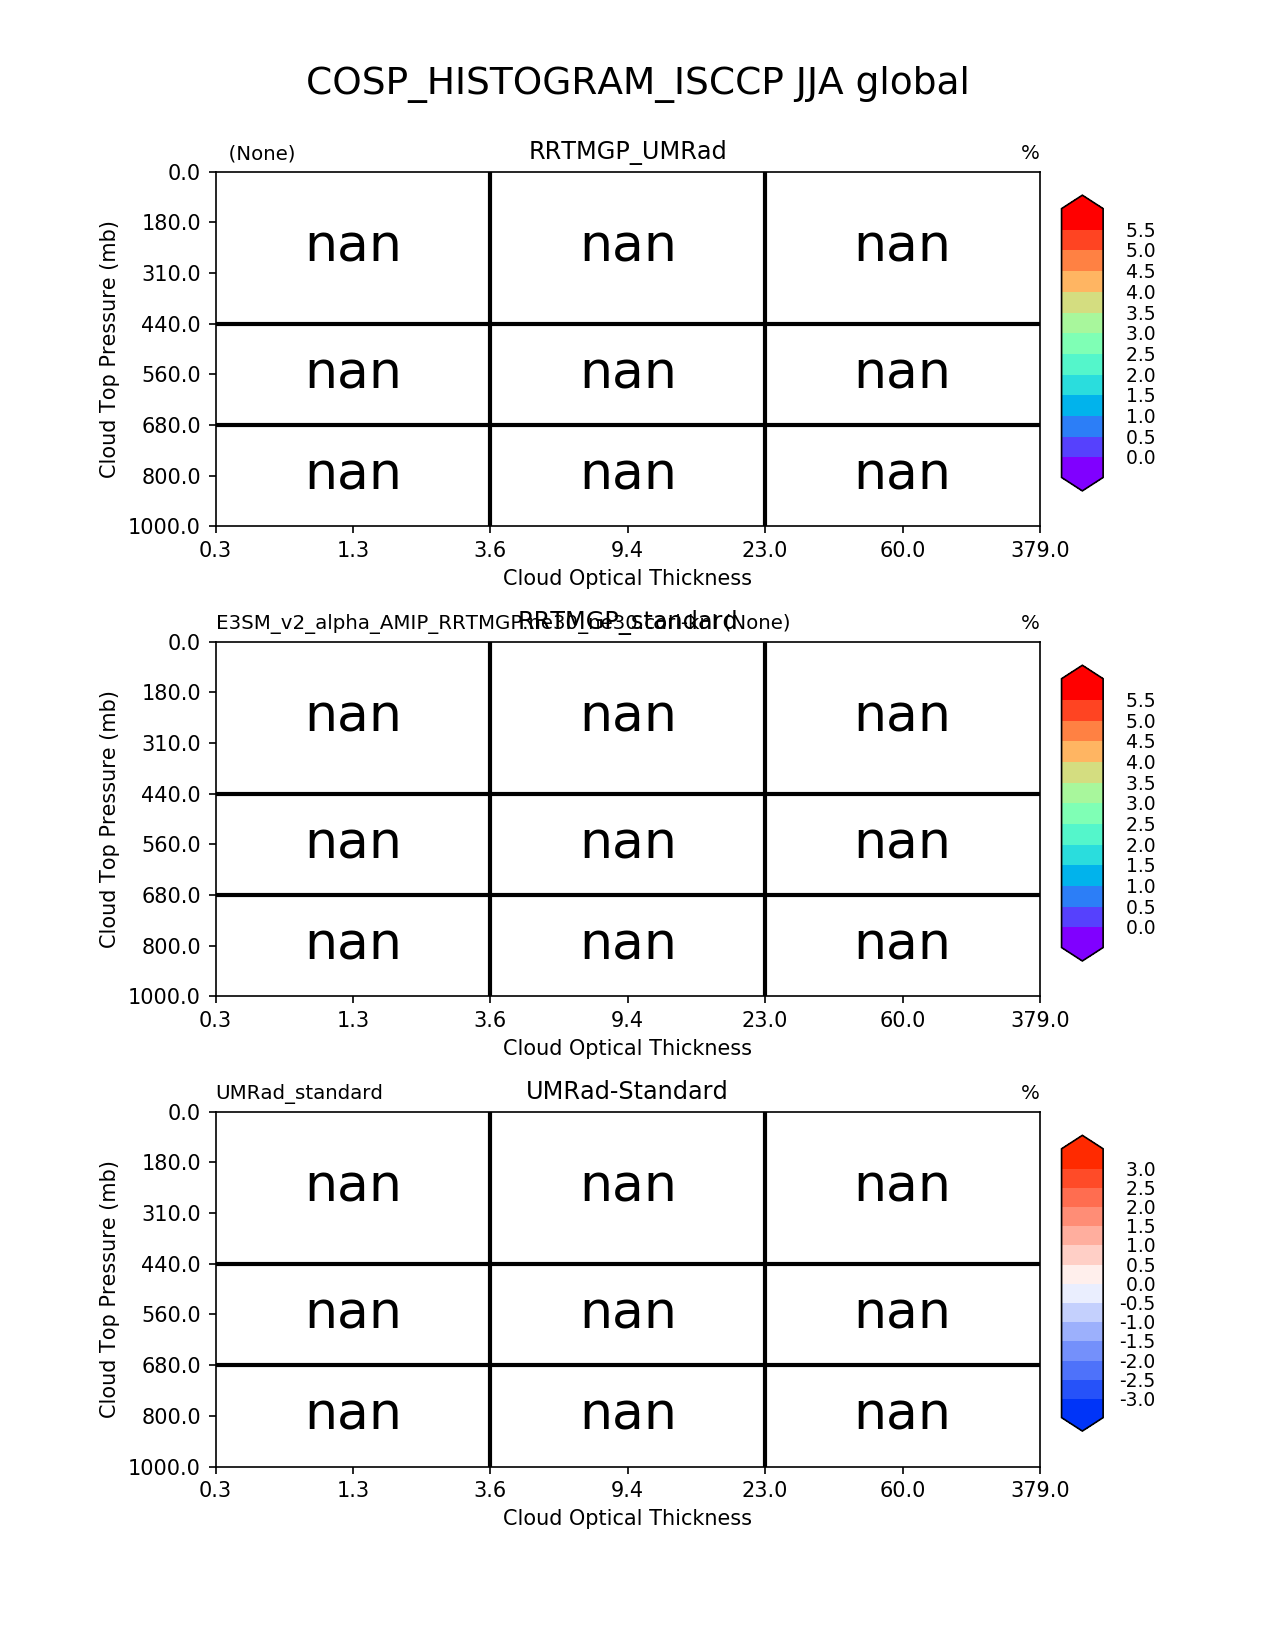 COSP_HISTOGRAM_ISCCP JJA global
(None) RRTMGP_UMRad %
0.0
180.0
310.0
440.0
560.0
680.0
800.0
1000.0
Cloud Top Pressure (mb)
nan nan nan
nan nan nan
nan nan nan
0.3 1.3 3.6 9.4 23.0 60.0 379.0
Cloud Optical Thickness
5.5
5.0
4.5
4.0
3.5
3.0
2.5
2.0
1.5
1.0
0.5
0.0
E3SM_v2_alpha_AMIP_RRTMGP (None) RRTMGP_standard %
0.0
180.0
310.0
440.0
560.0
680.0
800.0
1000.0
Cloud Top Pressure (mb)
nan nan nan
nan nan nan
nan nan nan
0.3 1.3 3.6 9.4 23.0 60.0 379.0
Cloud Optical Thickness
5.5
5.0
4.5
4.0
3.5
3.0
2.5
2.0
1.5
1.0
0.5
0.0
UMRad_standard UMRad-Standard %
0.0
180.0
310.0
440.0
560.0
680.0
800.0
1000.0
Cloud Top Pressure (mb)
nan nan nan
nan nan nan
nan nan nan
0.3 1.3 3.6 9.4 23.0 60.0 379.0
Cloud Optical Thickness
3.0
2.5
2.0
1.5
1.0
0.5
0.0
-0.5
-1.0
-1.5
-2.0
-2.5
-3.0